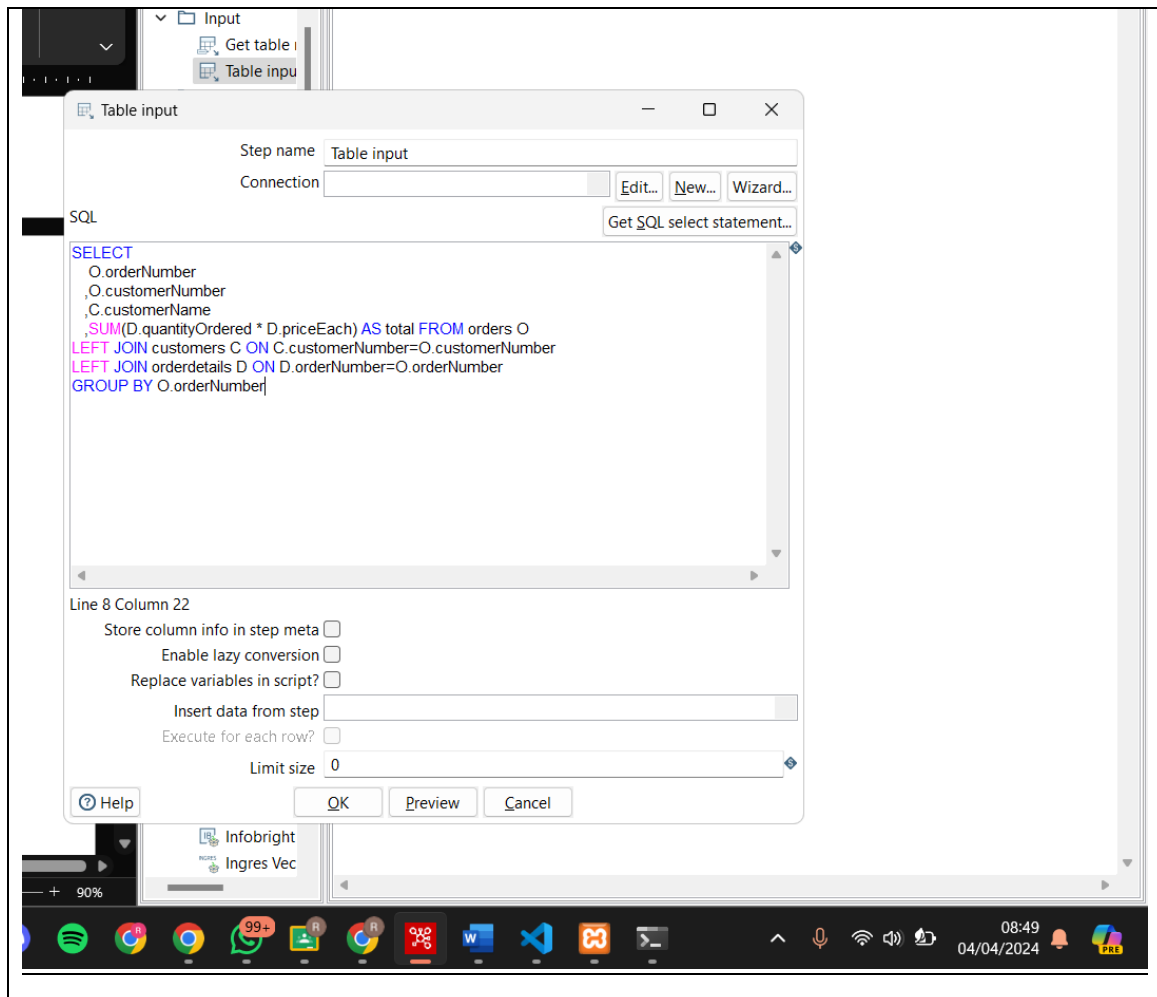 Input
Get table
Table inpu
Table input
Step name Table input
Connection Edit... New... Wizard...
SQL Get SQL select statement...
SELECT
O.orderNumber
,O.customerNumber
,C.customerName
,SUM(D.quantityOrdered * D.priceEach) AS total FROM orders O
LEFT JOIN customers C ON C.customerNumber=O.customerNumber
LEFT JOIN orderdetails D ON D.orderNumber=O.orderNumber
GROUP BY O.orderNumber
Line 8 Column 22
Store column info in step meta
Enable lazy conversion
Replace variables in script?
Insert data from step
Execute for each row?
Limit size 0
Help OK Preview Cancel
Infobright
Ingres Vec
90%
99+
08:49
04/04/2024
PRE